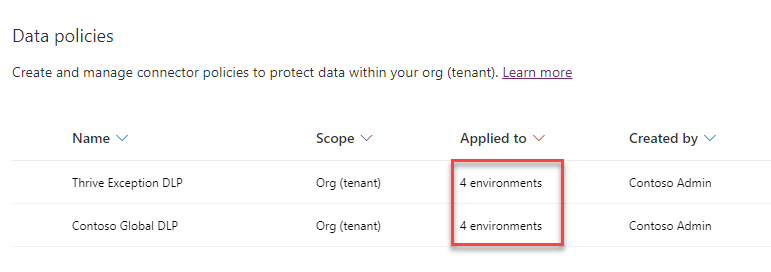 Data policies
Create and manage connector policies to protect data within your org (tenant). Learn more
Name Scope Applied to Created by
Thrive Exception DLP Org (tenant) 4 environments Contoso Admin
Contoso Global DLP Org (tenant) 4 environments Contoso Admin